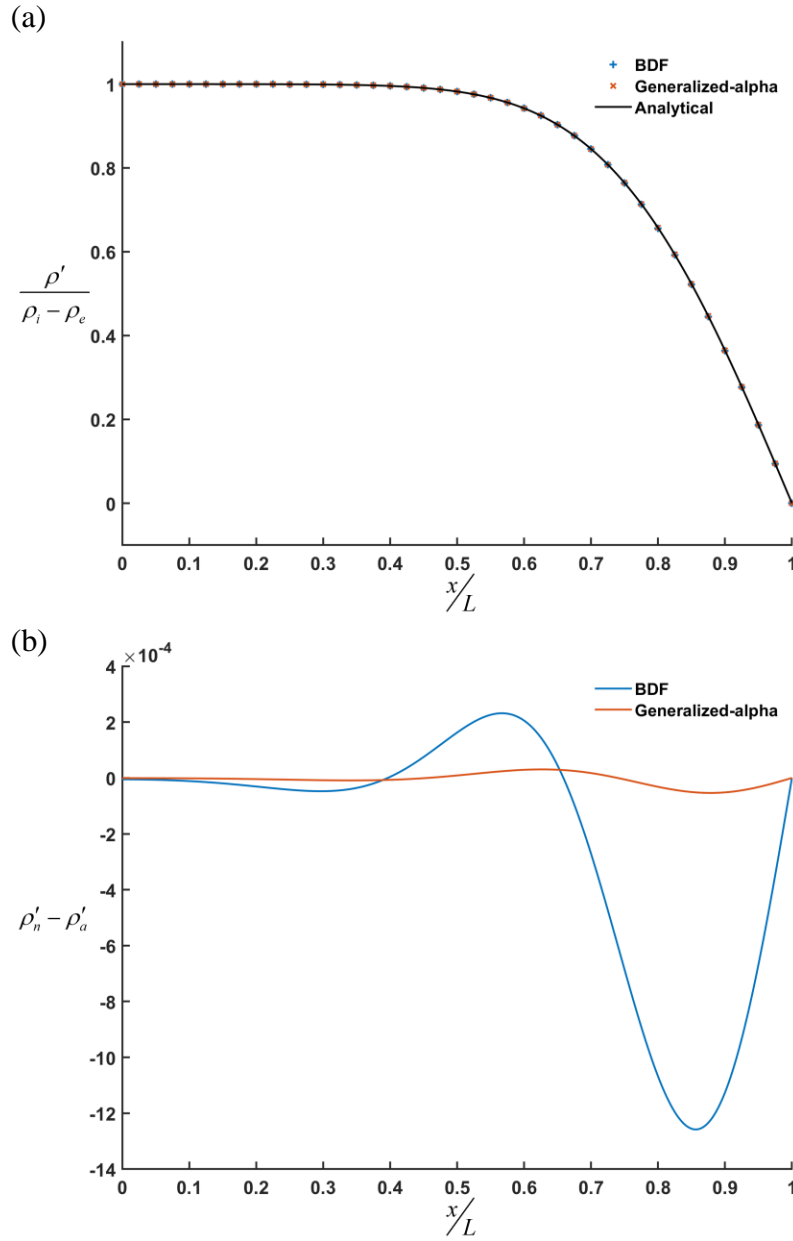 (a)
BDF
Generalized-alpha
Analytical
1
0.8
0.6
0.4
0.2
0
ρ′
ρi − ρe
0 0.1 0.2 0.3 0.4 0.5 0.6 0.7 0.8 0.9 1
x/L
(b)
×10-4
BDF
Generalized-alpha
4
2
0
-2
-4
-6
-8
-10
-12
-14
ρ′n − ρ′a
0 0.1 0.2 0.3 0.4 0.5 0.6 0.7 0.8 0.9 1
x/L